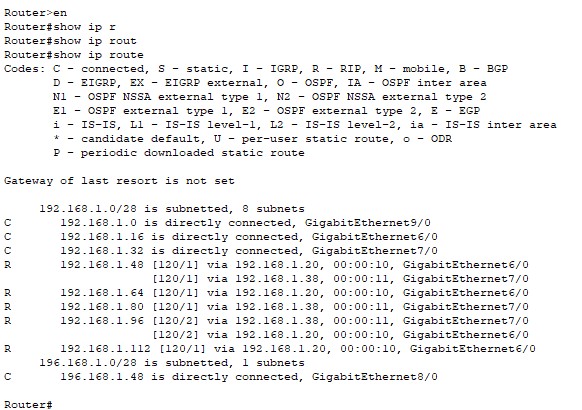 Router>en
Router#show ip r
Router#show ip rout
Router#show ip route
Codes: C - connected, S - static, I - IGRP, R - RIP, M - mobile, B - BGP
       D - EIGRP, EX - EIGRP external, O - OSPF, IA - OSPF inter area
       N1 - OSPF NSSA external type 1, N2 - OSPF NSSA external type 2
       E1 - OSPF external type 1, E2 - OSPF external type 2, E - EGP
       i - IS-IS, L1 - IS-IS level-1, L2 - IS-IS level-2, ia - IS-IS inter area
       * - candidate default, U - per-user static route, o - ODR
       P - periodic downloaded static route
Gateway of last resort is not set
     192.168.1.0/28 is subnetted, 8 subnets
C       192.168.1.0 is directly connected, GigabitEthernet9/0
C       192.168.1.16 is directly connected, GigabitEthernet6/0
C       192.168.1.32 is directly connected, GigabitEthernet7/0
R       192.168.1.48 [120/1] via 192.168.1.20, 00:00:10, GigabitEthernet6/0
                     [120/1] via 192.168.1.38, 00:00:11, GigabitEthernet7/0
R       192.168.1.64 [120/1] via 192.168.1.20, 00:00:10, GigabitEthernet6/0
R       192.168.1.80 [120/1] via 192.168.1.38, 00:00:11, GigabitEthernet7/0
R       192.168.1.96 [120/2] via 192.168.1.38, 00:00:11, GigabitEthernet7/0
                     [120/2] via 192.168.1.20, 00:00:10, GigabitEthernet6/0
R       192.168.1.112 [120/1] via 192.168.1.20, 00:00:10, GigabitEthernet6/0
     196.168.1.0/28 is subnetted, 1 subnets
C       196.168.1.48 is directly connected, GigabitEthernet8/0
Router#